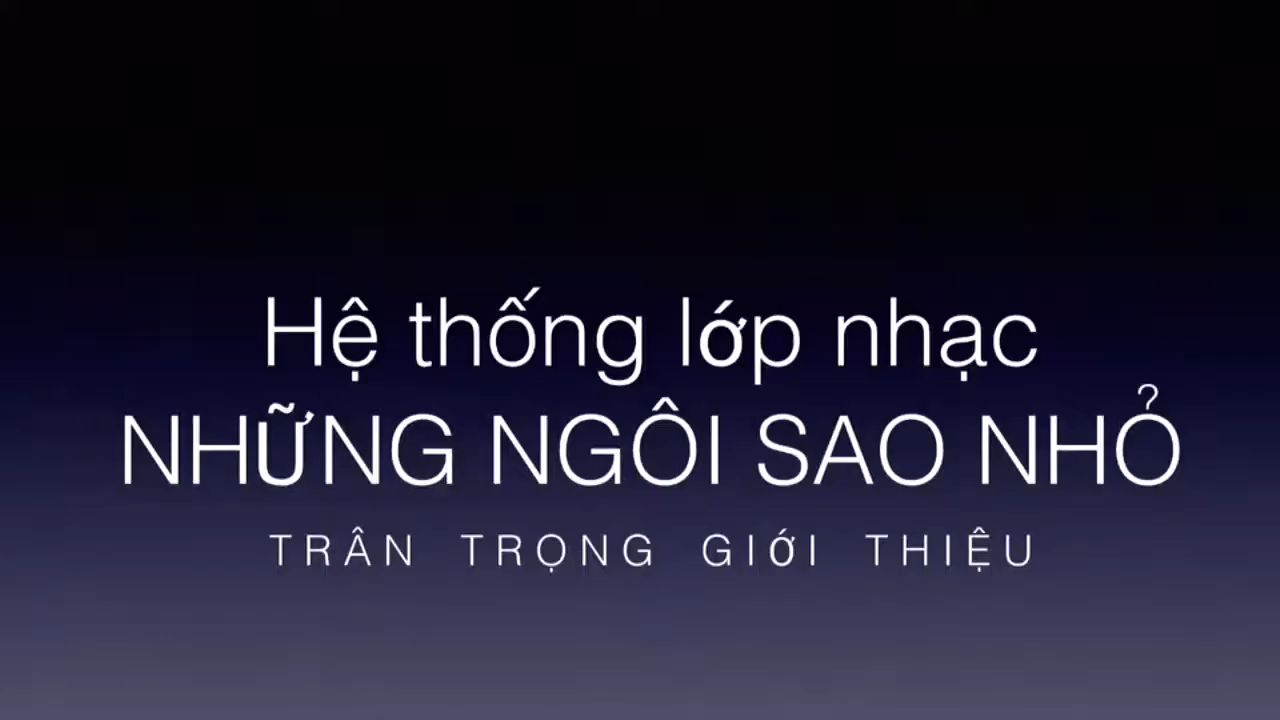 Hệ thống lớp nhạc
NHỮNG NGÔI SAO NHỎ
TRÂN TRỌNG GIớI THIỆU